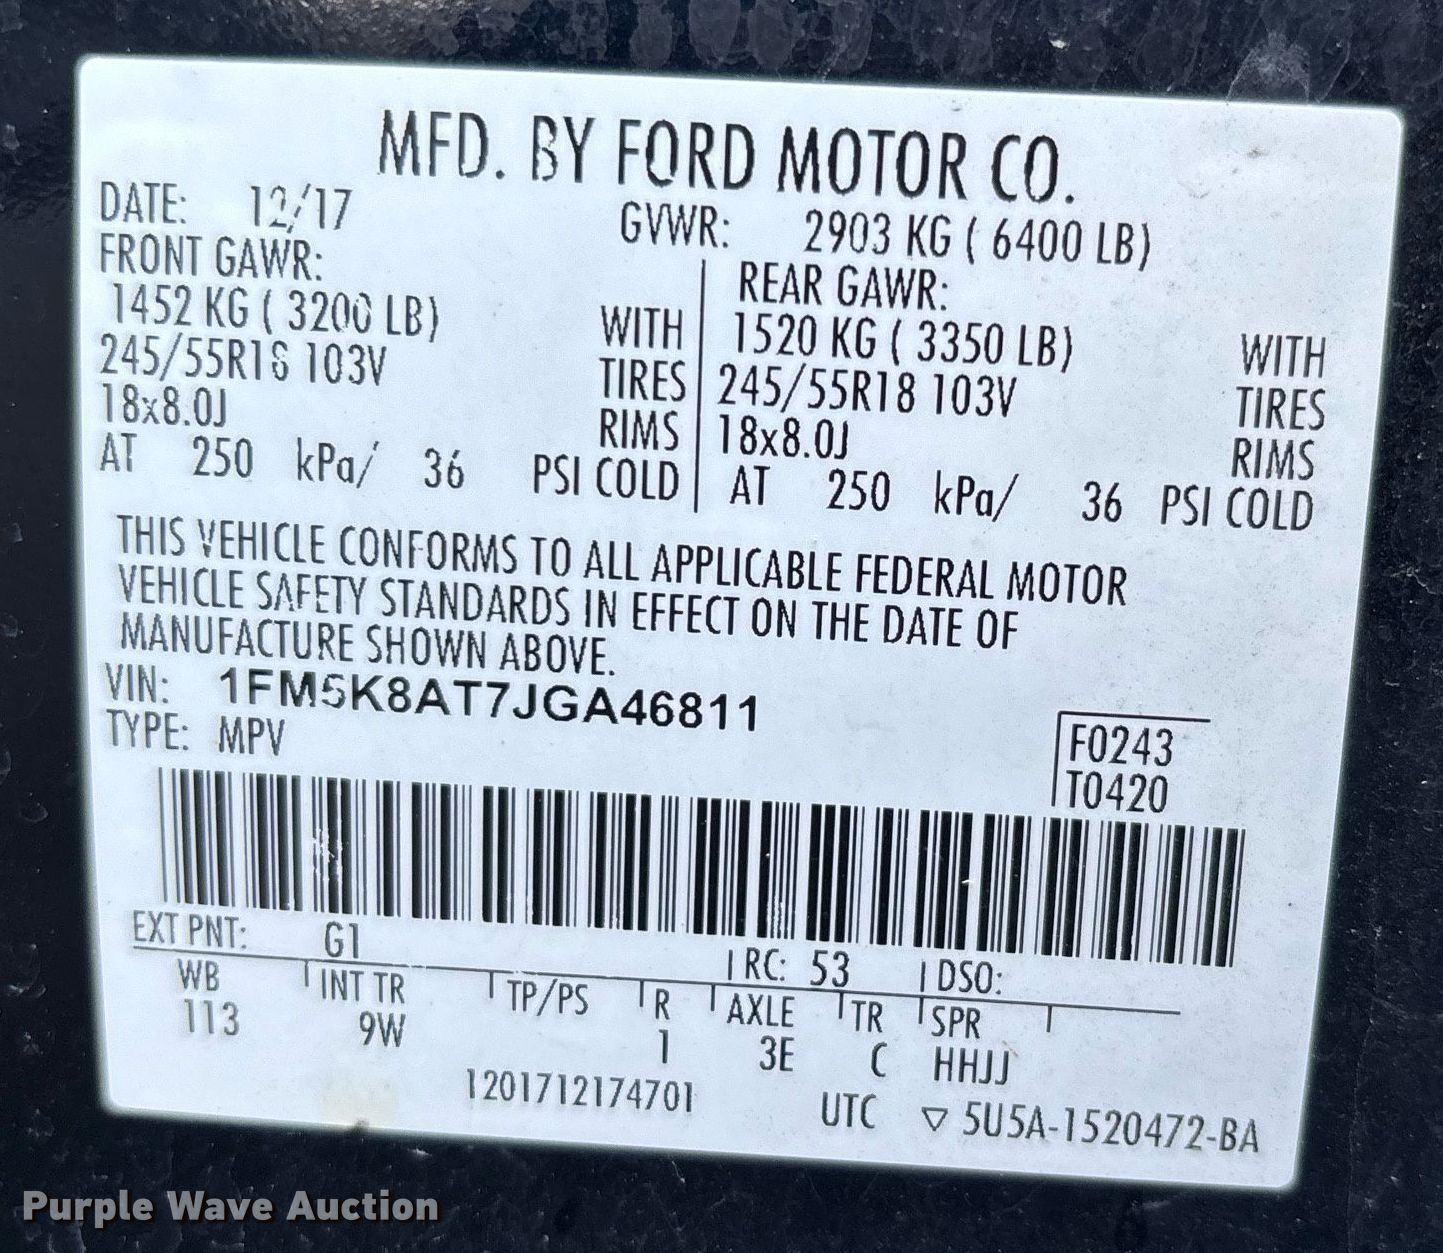 MFD. BY FORD MOTOR CO.
DATE: 12/17 GVWR: 2903 KG ( 6400 LB)
FRONT GAWR: REAR GAWR:
1452 KG ( 3200 LB) WITH 1520 KG ( 3350 LB) WITH
245/55R18 103V TIRES 245/55R18 103V TIRES
18x8.0J RIMS 18x8.0J RIMS
AT 250 kPa/ 36 PSI COLD AT 250 kPa/ 36 PSI COLD
THIS VEHICLE CONFORMS TO ALL APPLICABLE FEDERAL MOTOR
VEHICLE SAFETY STANDARDS IN EFFECT ON THE DATE OF
MANUFACTURE SHOWN ABOVE.
VIN: 1FM5K8AT7JGA46811
TYPE: MPV F0243
T0420
EXT PNT: G1 RC: 53 DSO:
WB INT TR TP/PS R AXLE TR SPR
113 9W 1 3E C HHJJ
1201712174701 UTC ▽ 5U5A-1520472-BA
Purple Wave Auction